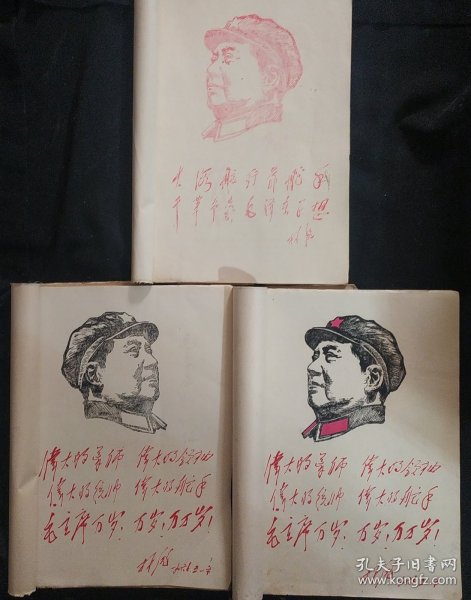 大海航行靠舵手
干革命靠毛泽东思想
林彪
伟大的导师 伟大的领袖
伟大的统帅 伟大的舵手
毛主席万岁！万岁！万万岁！
林彪
伟大的导师 伟大的领袖
伟大的统帅 伟大的舵手
毛主席万岁！万岁！万万岁！
林彪
孔夫子旧书网
www.kongfz.com